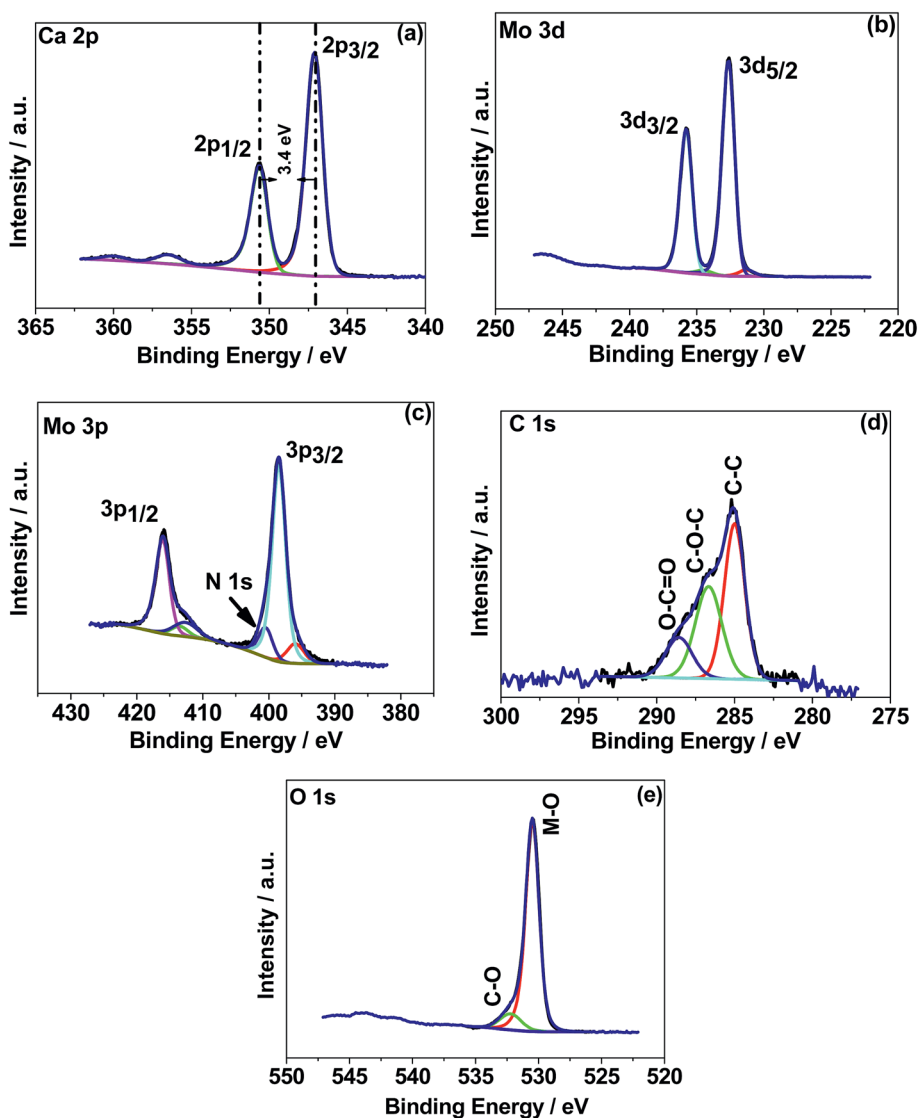 Ca 2p
(a)
2p3/2
2p1/2
3.4 eV
Intensity / a.u.
365 360 355 350 345 340
Binding Energy / eV
Mo 3d
(b)
3d5/2
3d3/2
Intensity / a.u.
250 245 240 235 230 225 220
Binding Energy / eV
Mo 3p
(c)
3p3/2
3p1/2
N 1s
Intensity / a.u.
430 420 410 400 390 380
Binding Energy / eV
C 1s
(d)
C-C
C-O-C
O-C=O
Intensity / a.u.
300 295 290 285 280 275
Binding Energy / eV
O 1s
(e)
M-O
C-O
Intensity / a.u.
550 545 540 535 530 525 520
Binding Energy / eV